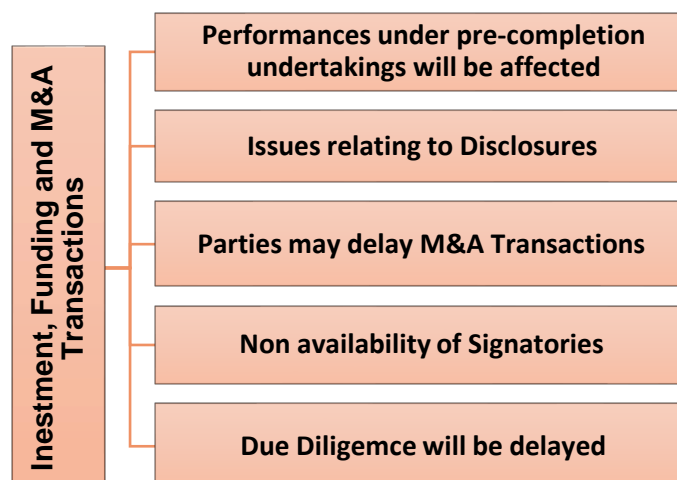 Inestment, Funding and M&A
Transactions
Performances under pre-completion
undertakings will be affected
Issues relating to Disclosures
Parties may delay M&A Transactions
Non availability of Signatories
Due Diligemce will be delayed